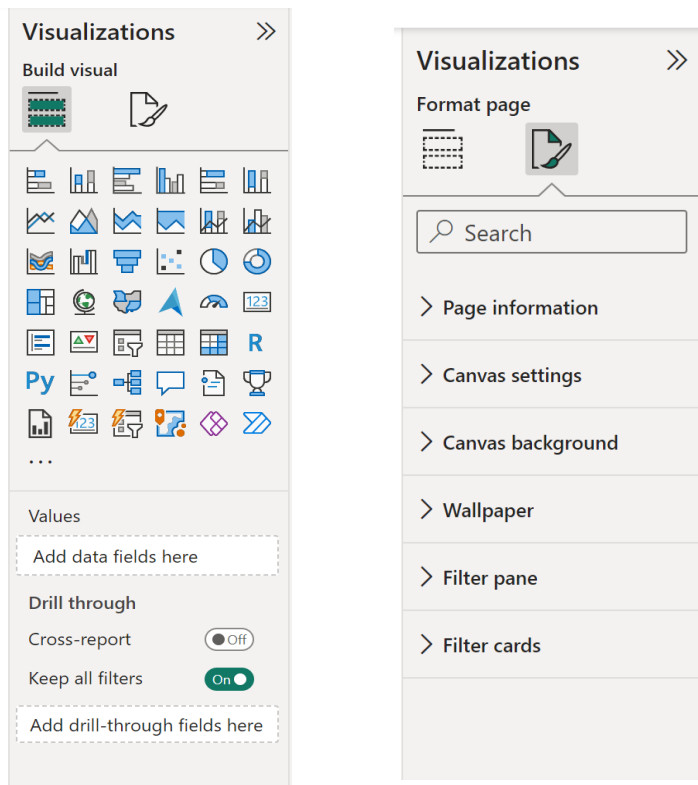 Visualizations
Build visual
123
R
Py
123
...
Values
Add data fields here
Drill through
Cross-report
Off
Keep all filters
On
Add drill-through fields here
Visualizations
Format page
Search
Page information
Canvas settings
Canvas background
Wallpaper
Filter pane
Filter cards